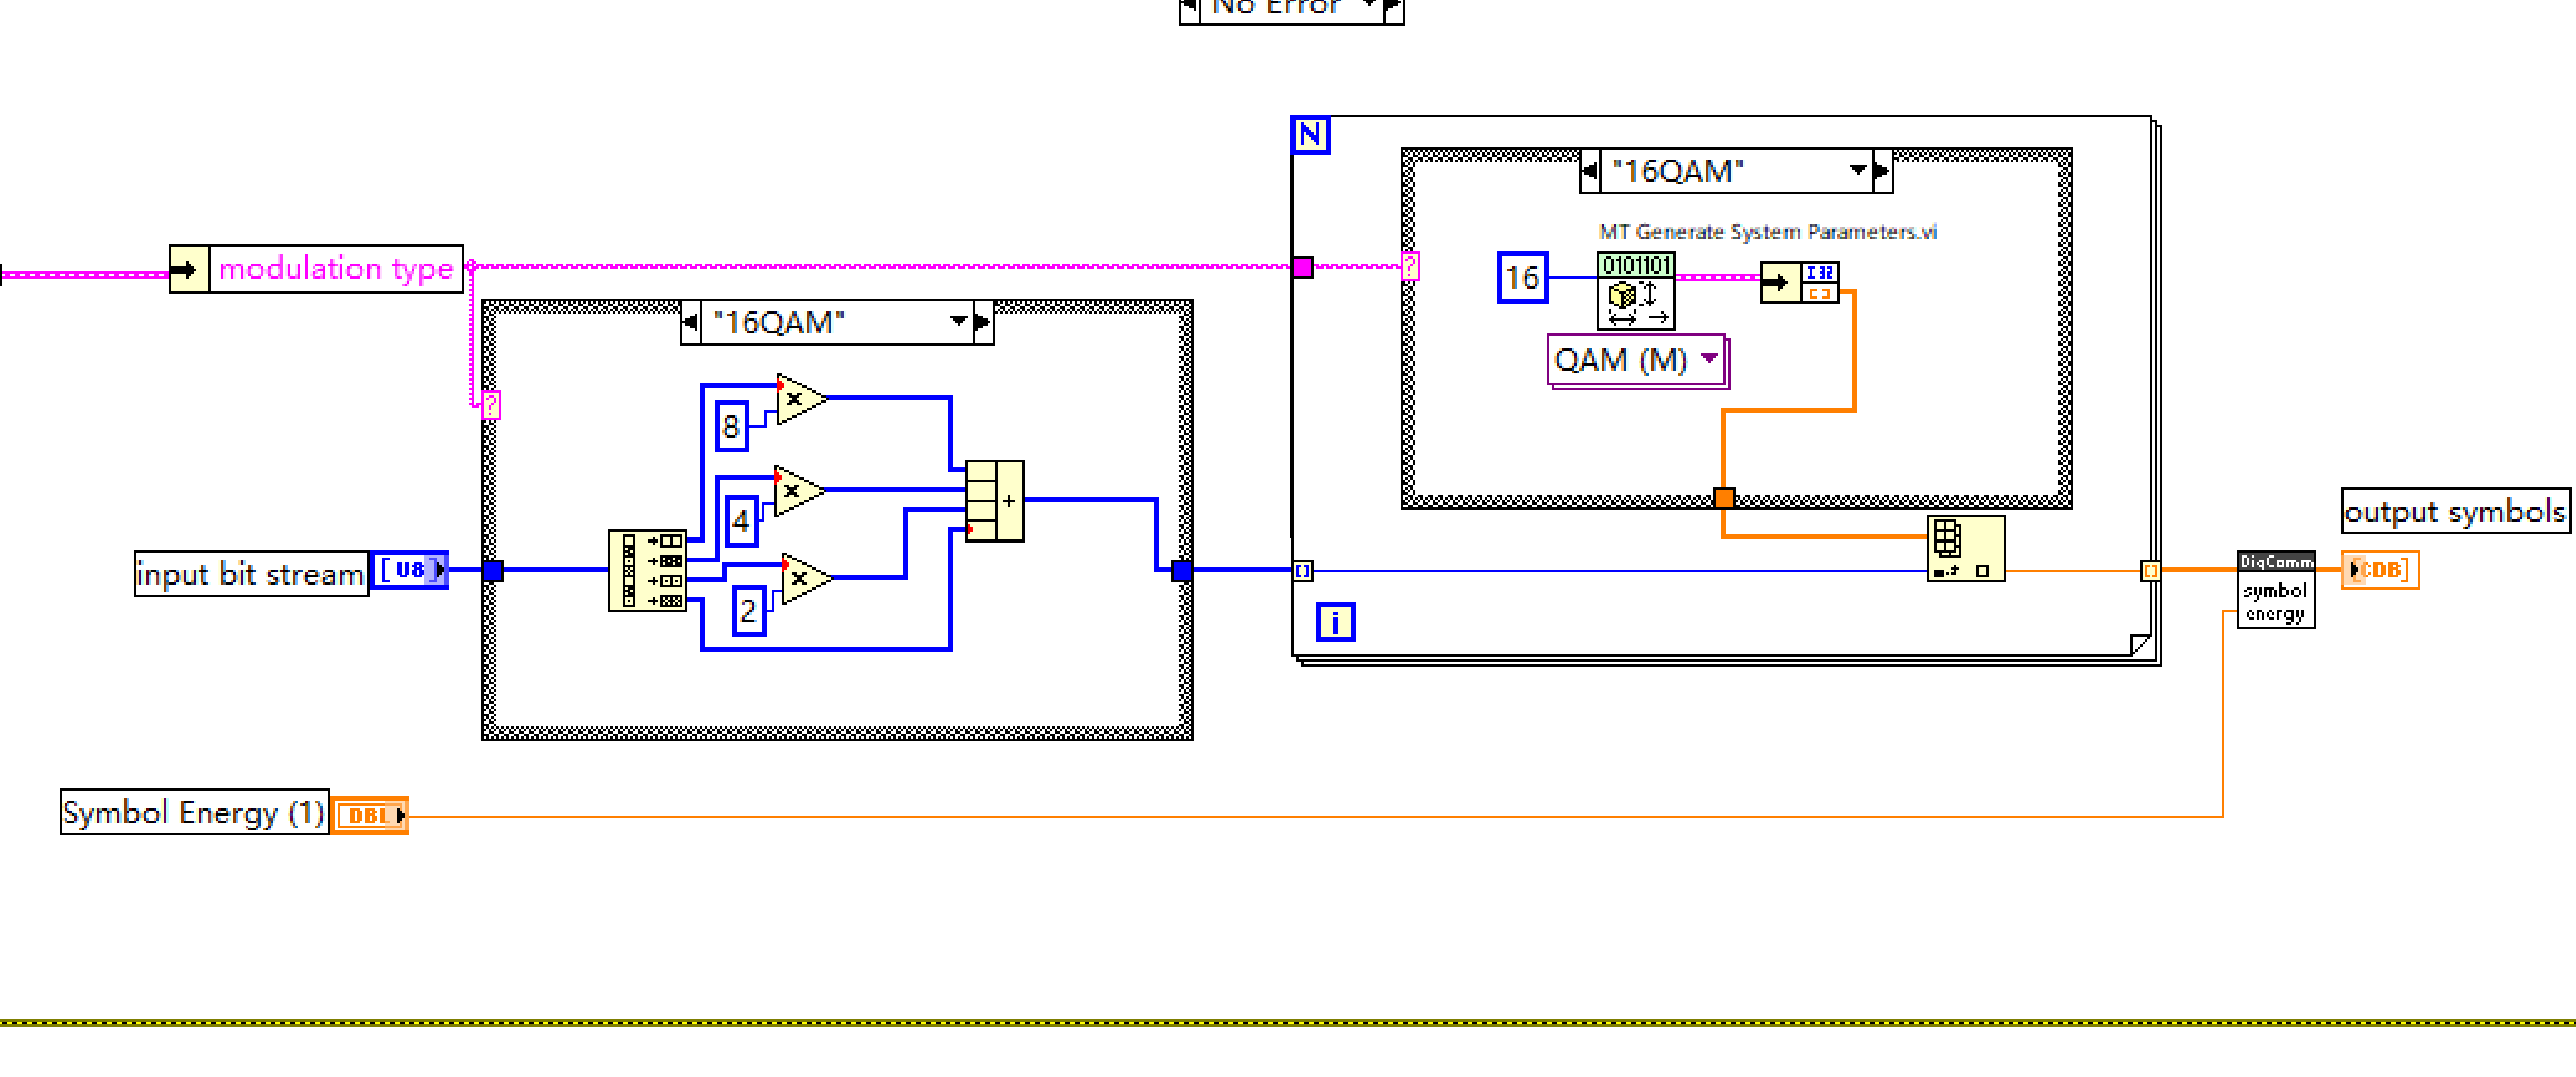 No Error
"16QAM"
MT Generate System Parameters.vi
modulation type
16
0101101
I32
QAM (M)
"16QAM"
8
4
2
input bit stream
[U8]
N
i
output symbols
DigComm
symbol
energy
CDB]
Symbol Energy (1)
DBL